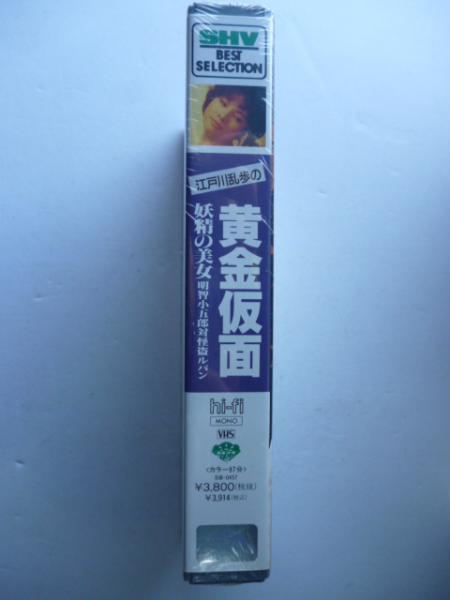 SHV
BEST
SELECTION
江戸川乱歩の
黄金仮面
妖精の美女 明智小五郎対怪盗ルパン
hi-fi
MONO
VHS
〈カラー97分〉
¥3,800(税抜)
¥3,914(税込)